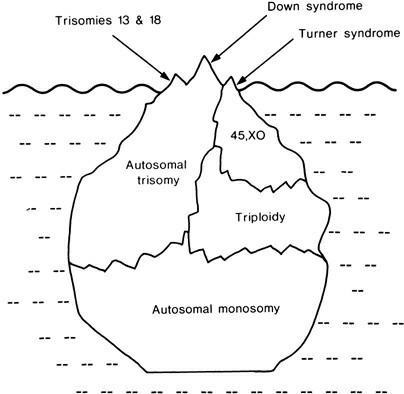 Down syndrome
Trisomies 13 & 18
Turner syndrome
45,XO
Autosomal
trisomy
Triploidy
Autosomal monosomy